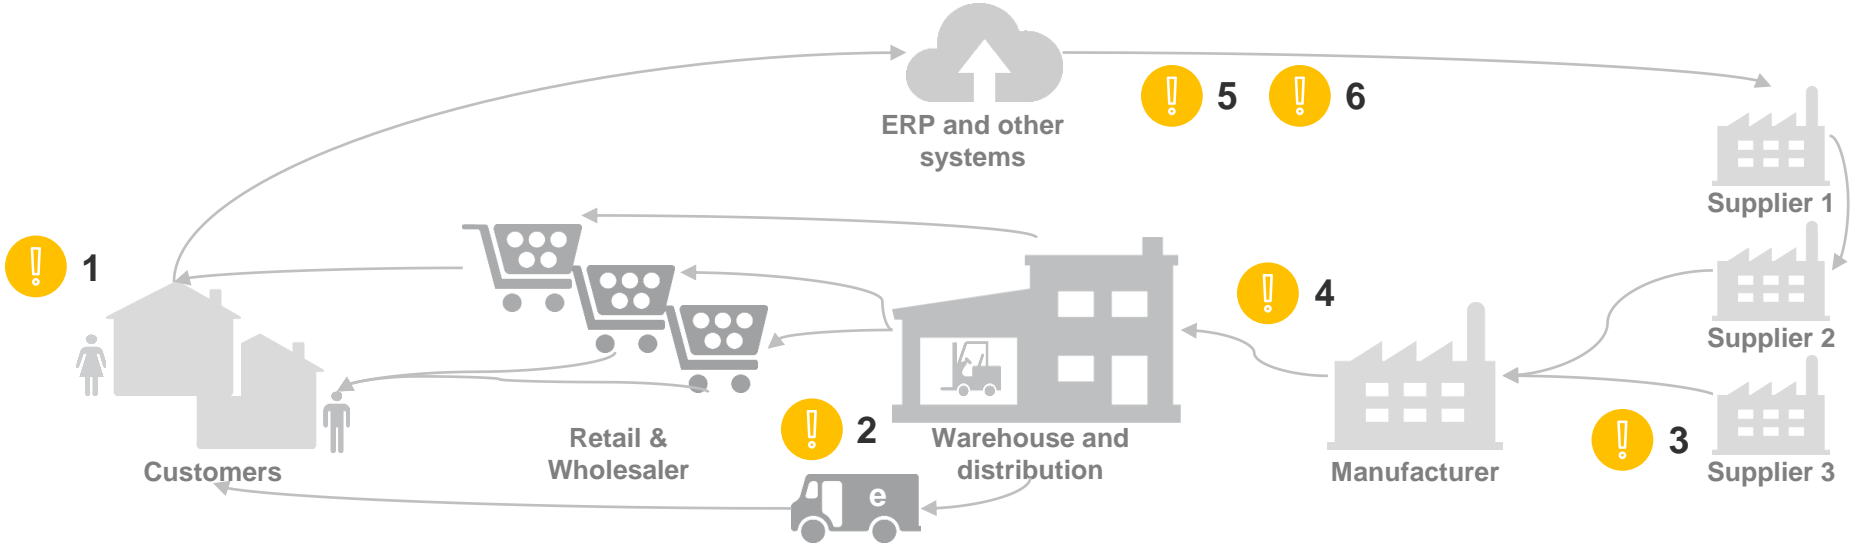 ERP and other
systems
5
6
Supplier 1
1
4
Supplier 2
2
Retail &
Wholesaler
Warehouse and
distribution
3
Customers
Manufacturer
Supplier 3
e